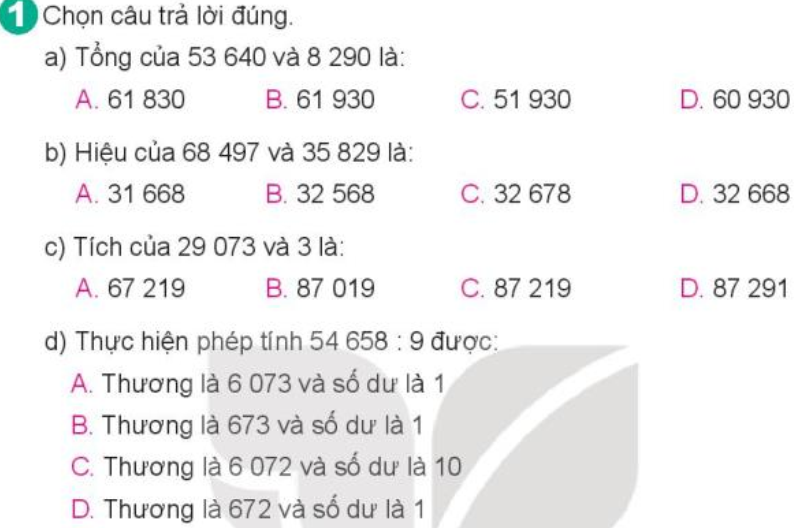 1 Chọn câu trả lời đúng.
a) Tổng của 53 640 và 8 290 là:
A. 61 830 B. 61 930 C. 51 930 D. 60 930
b) Hiệu của 68 497 và 35 829 là:
A. 31 668 B. 32 568 C. 32 678 D. 32 668
c) Tích của 29 073 và 3 là:
A. 67 219 B. 87 019 C. 87 219 D. 87 291
d) Thực hiện phép tính 54 658 : 9 được:
A. Thương là 6 073 và số dư là 1
B. Thương là 673 và số dư là 1
C. Thương là 6 072 và số dư là 10
D. Thương là 672 và số dư là 1